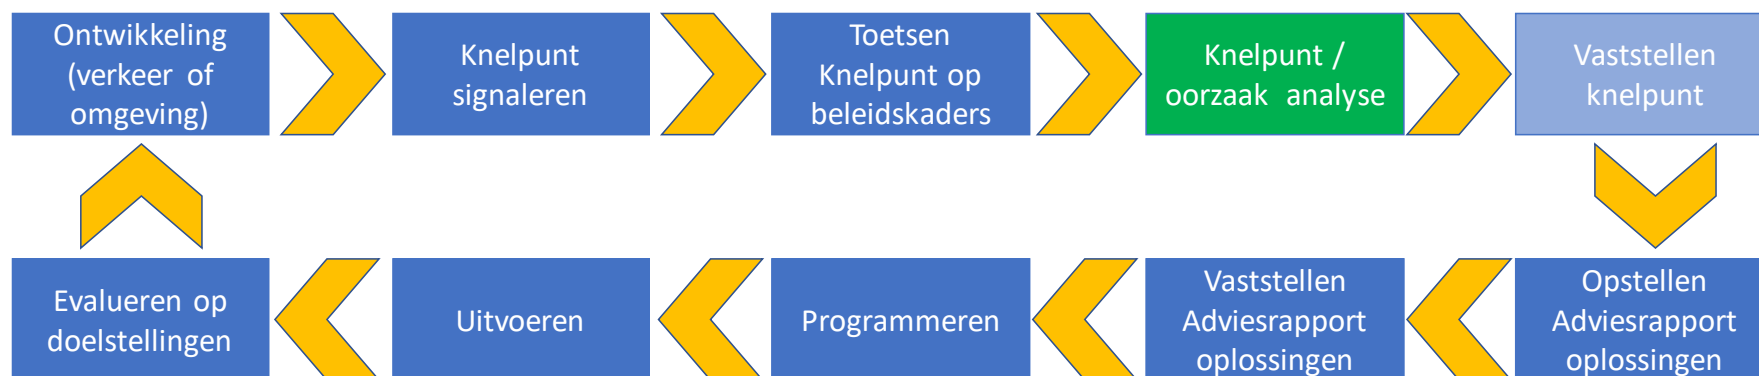 Ontwikkeling
(verkeer of
omgeving)
Knelpunt
signaleren
Toetsen
Knelpunt op
beleidskaders
Knelpunt /
oorzaak analyse
Vaststellen
knelpunt
Evalueren op
doelstellingen
Uitvoeren
Programmeren
Vaststellen
Adviesrapport
oplossingen
Opstellen
Adviesrapport
oplossingen